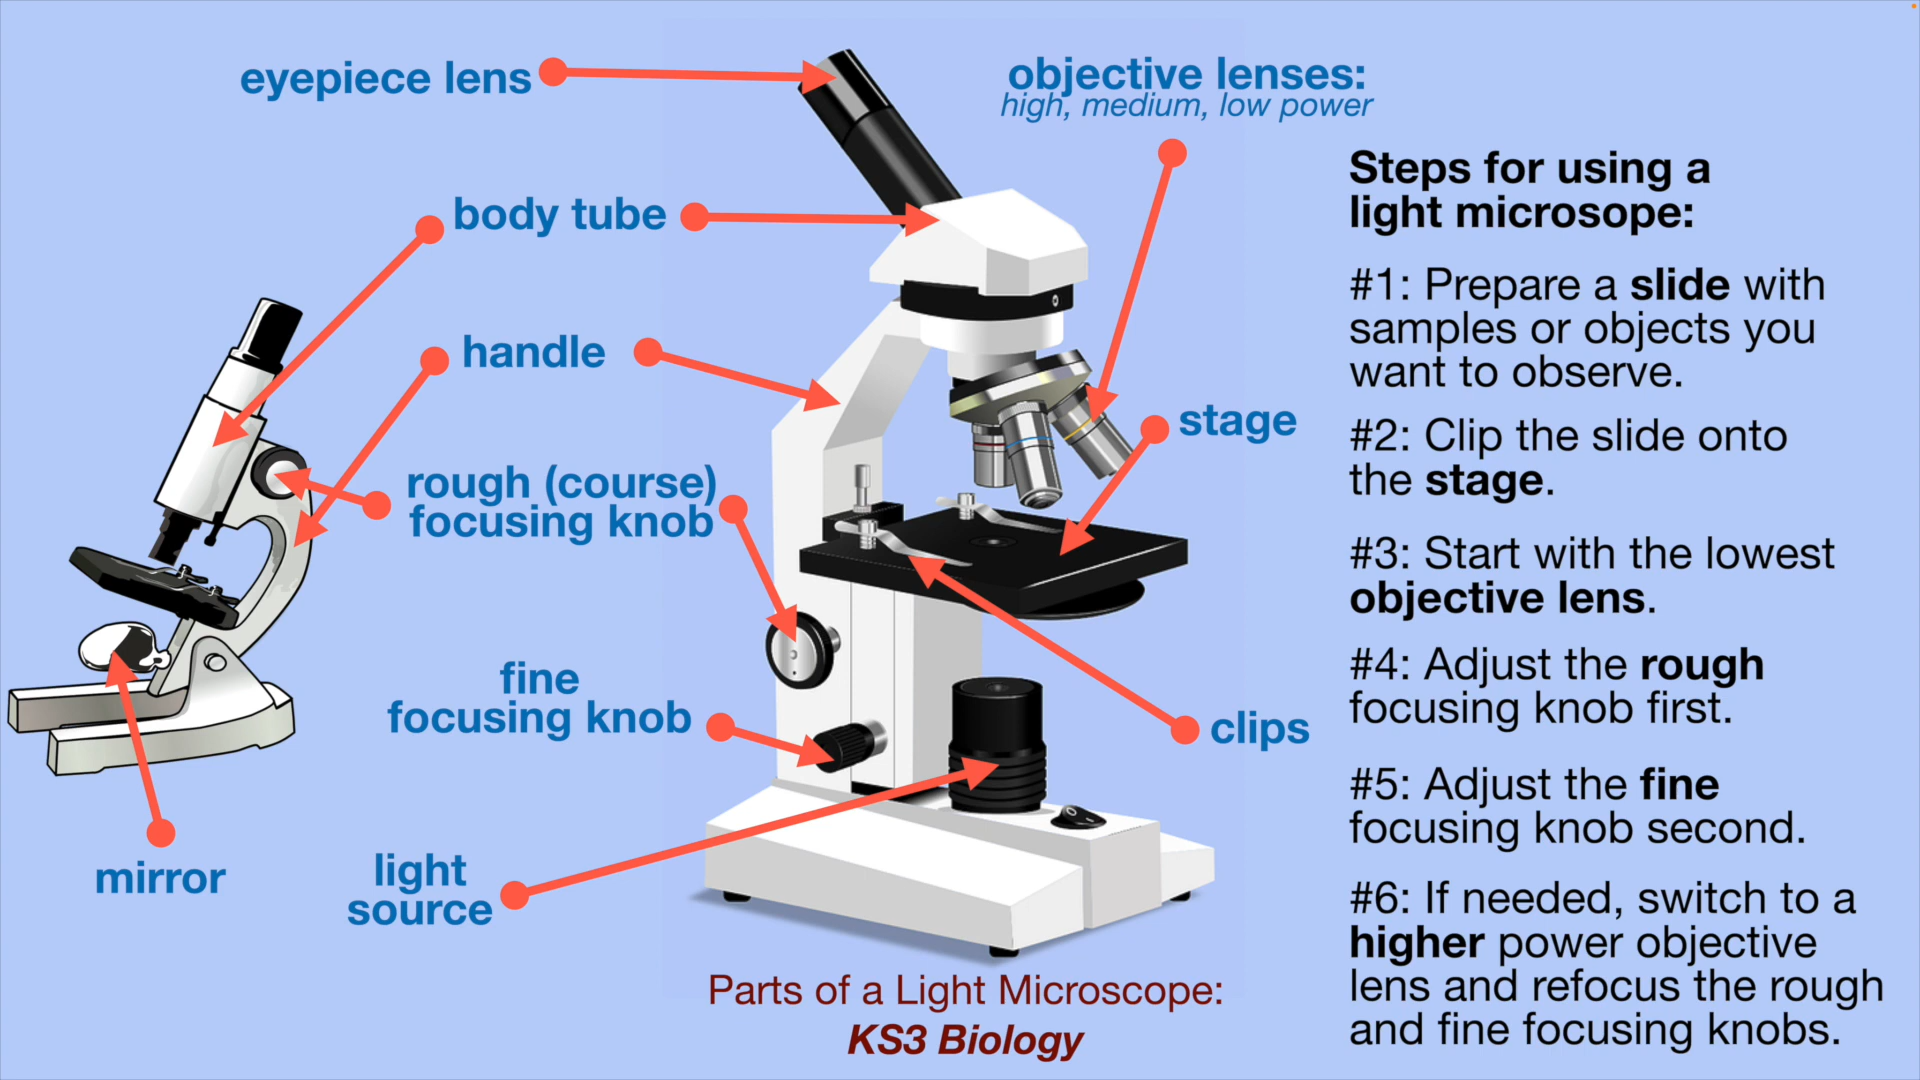 eyepiece lens
objective lenses:
high, medium, low power
body tube
handle
stage
rough (course)
focusing knob
fine
focusing knob
clips
mirror
light
source
Parts of a Light Microscope:
KS3 Biology
Steps for using a
light microsope:
#1: Prepare a slide with
samples or objects you
want to observe.
#2: Clip the slide onto
the stage.
#3: Start with the lowest
objective lens.
#4: Adjust the rough
focusing knob first.
#5: Adjust the fine
focusing knob second.
#6: If needed, switch to a
higher power objective
lens and refocus the rough
and fine focusing knobs.